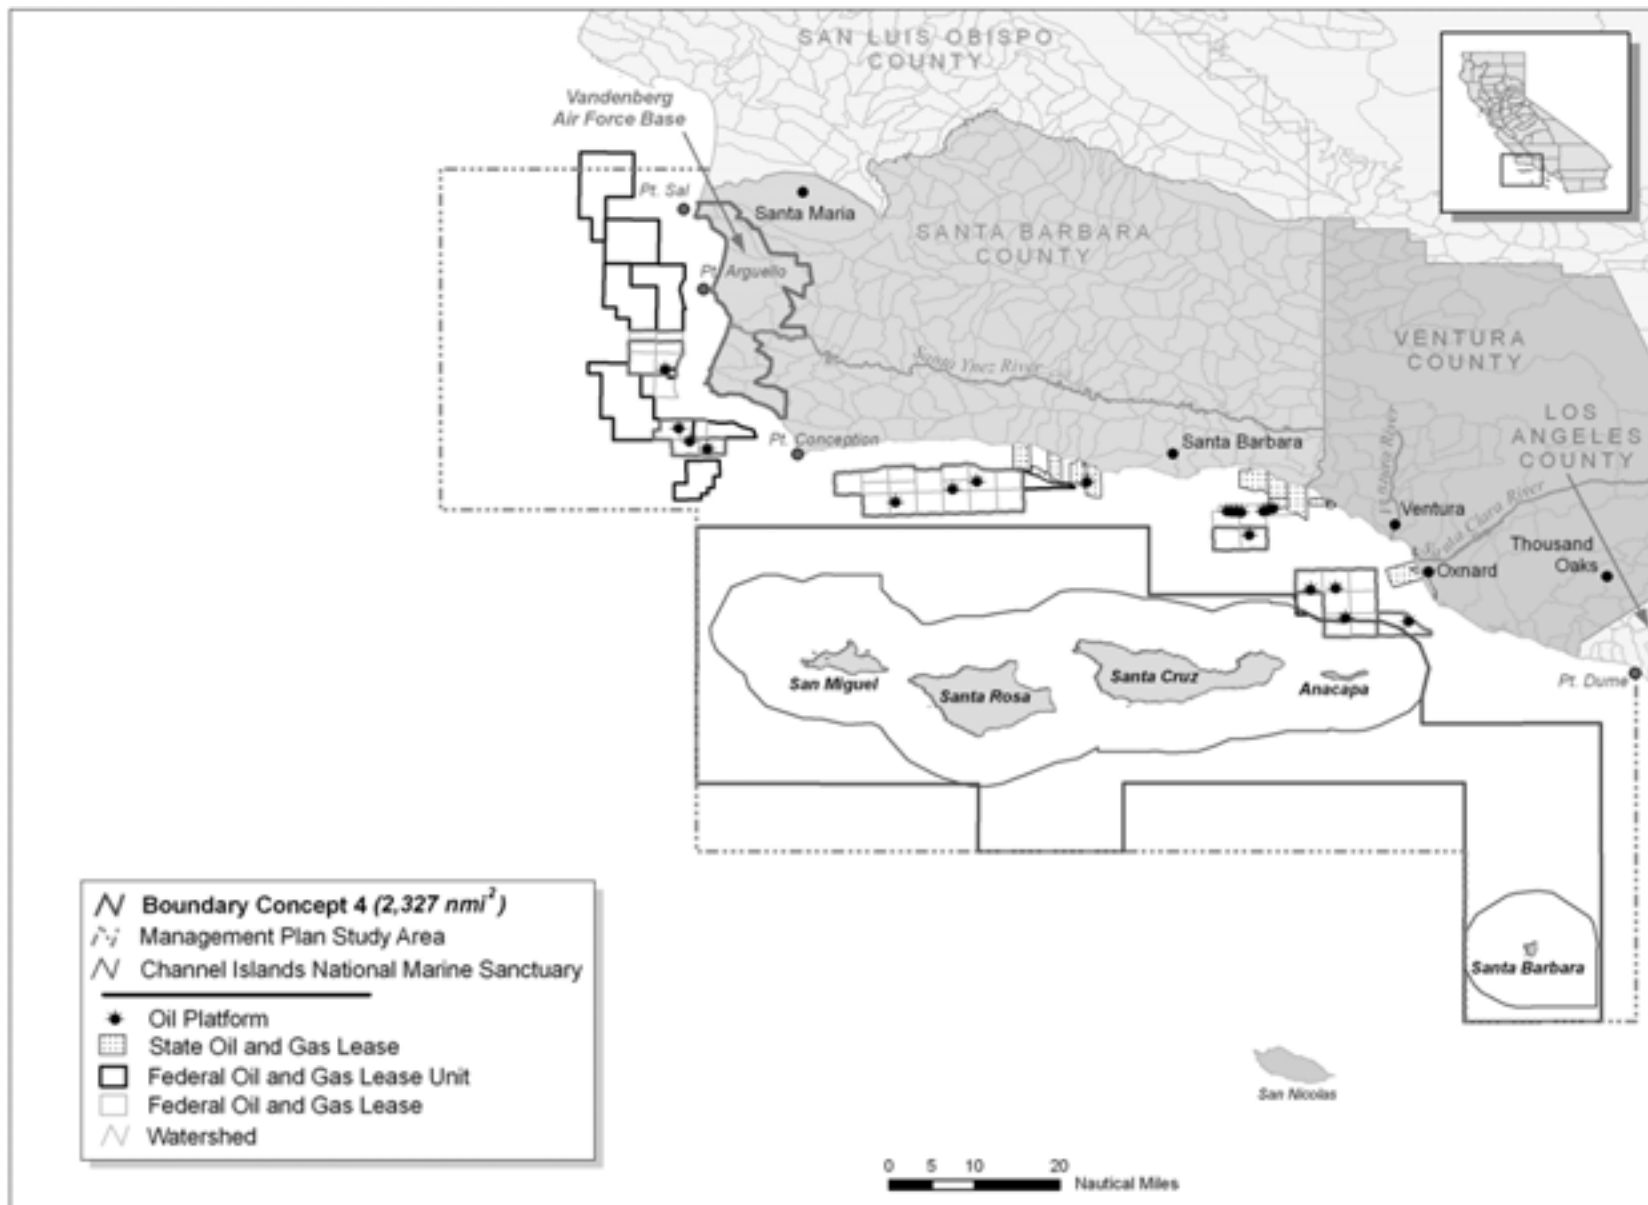 SAN LUIS OBISPO
COUNTY
Vandenberg
Air Force Base
Pt. Sal
Santa Maria
SANTA BARBARA
COUNTY
Pt. Arguello
VENTURA
COUNTY
Santa Ynez River
LOS
ANGELES
COUNTY
Pt. Conception
Santa Barbara
Ventura River
Ventura
Santa Clara River
Thousand
Oaks
Oxnard
San Miguel
Santa Rosa
Santa Cruz
Anacapa
Pt. Dume
Boundary Concept 4 (2,327 nmi²)
Management Plan Study Area
Channel Islands National Marine Sanctuary
Oil Platform
State Oil and Gas Lease
Federal Oil and Gas Lease Unit
Federal Oil and Gas Lease
Watershed
Santa Barbara
San Nicolas
0 5 10 20
Nautical Miles